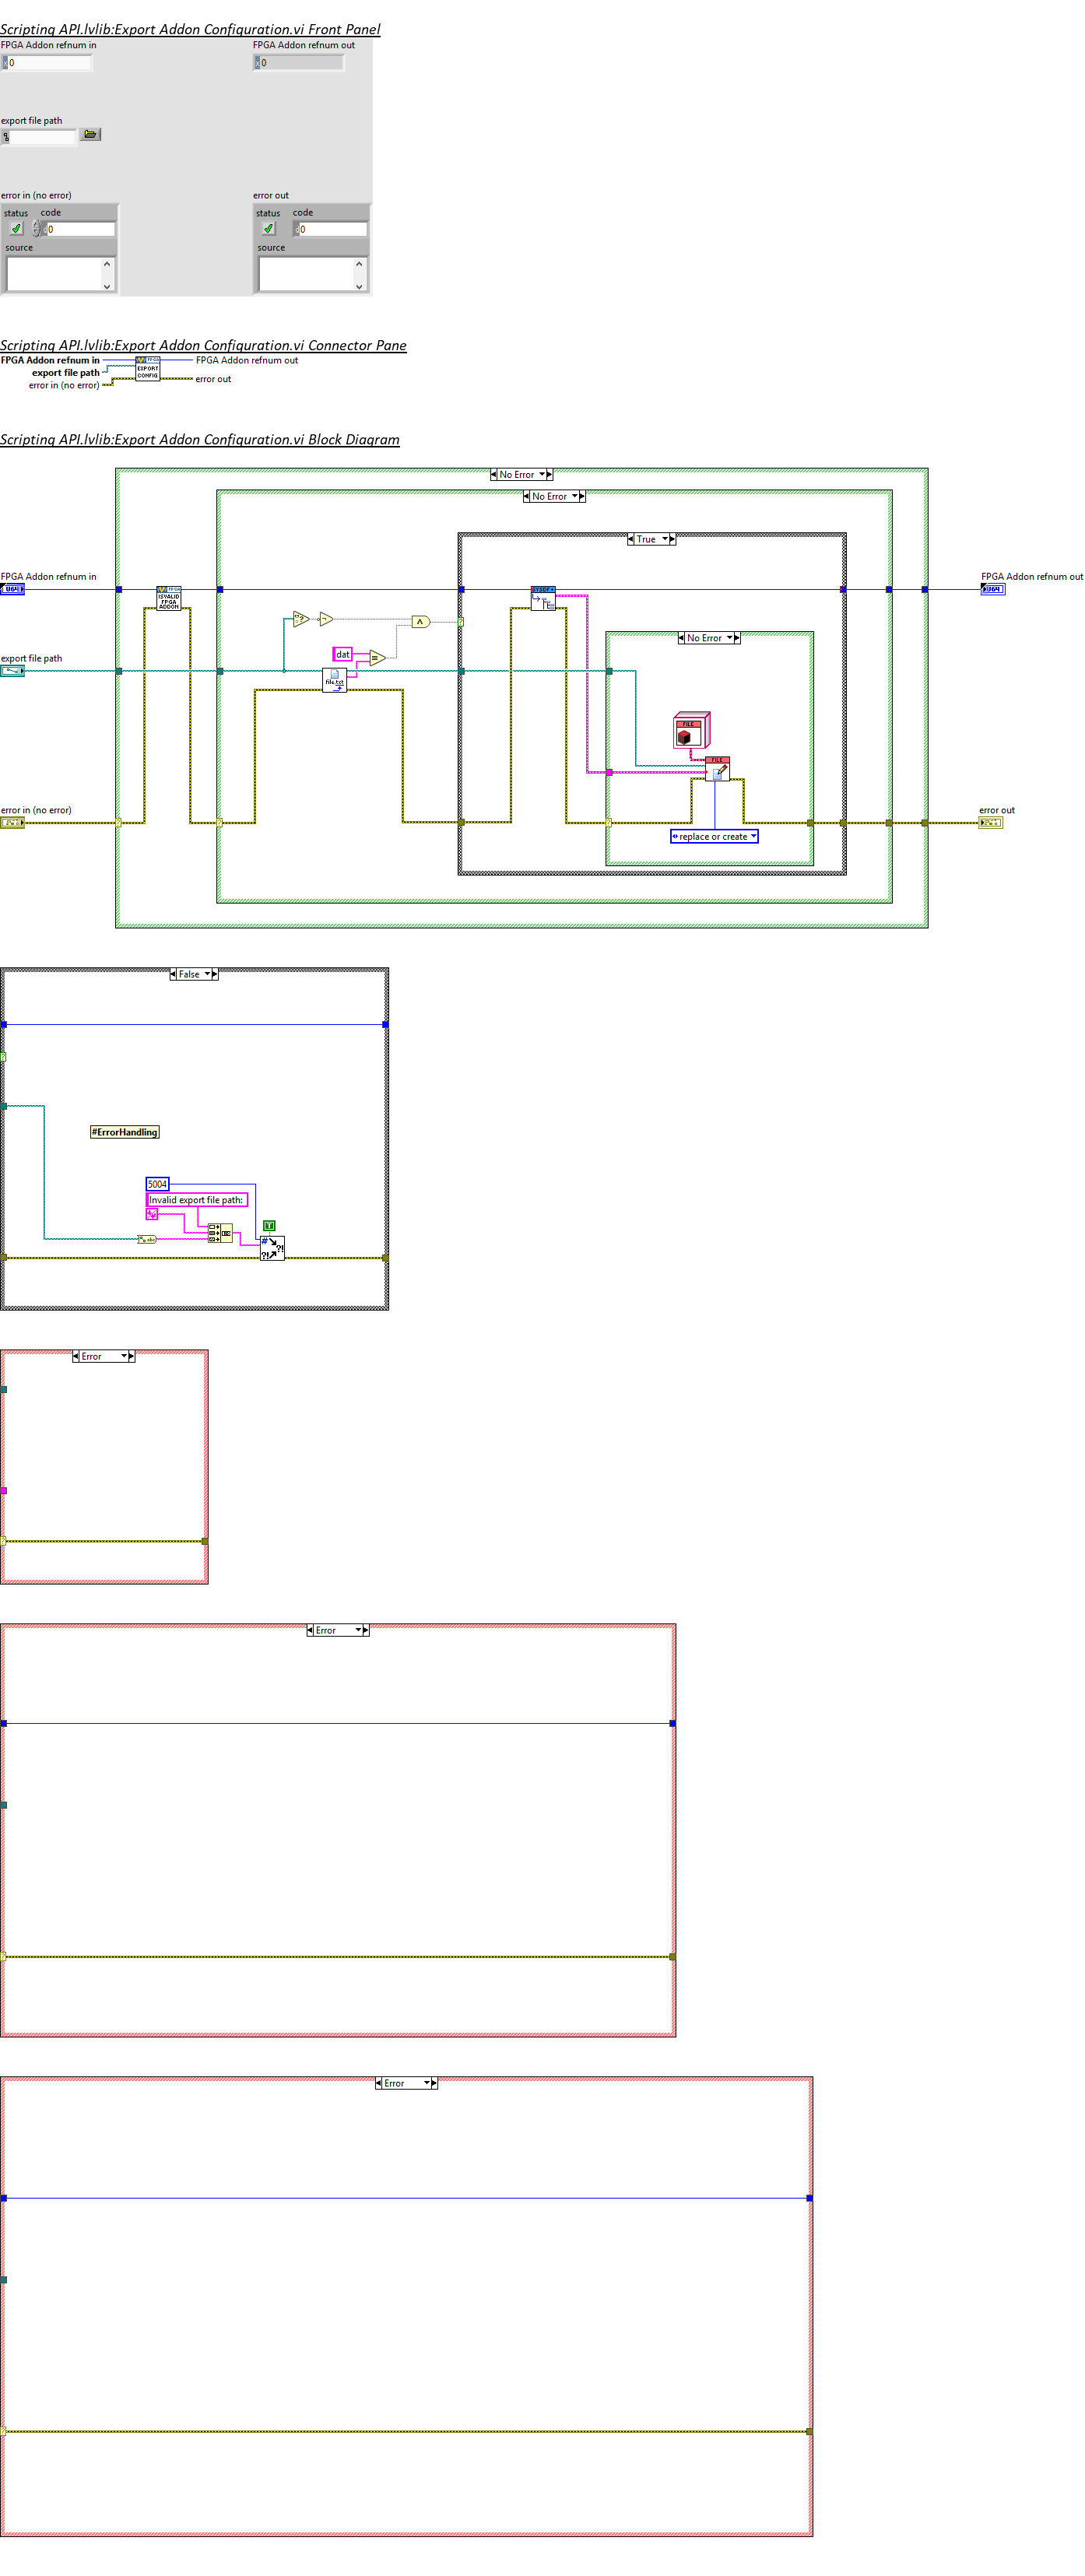 Scripting API.lvlib:Export Addon Configuration.vi Front Panel
FPGA Addon refnum in
FPGA Addon refnum out
0
0
export file path
error in (no error)
error out
status
code
status
code
0
0
source
source
Scripting API.lvlib:Export Addon Configuration.vi Connector Pane
FPGA Addon refnum in
FPGA Addon refnum out
export file path
error in (no error)
error out
FPGA
EXPORT
CONFIG
Scripting API.lvlib:Export Addon Configuration.vi Block Diagram
No Error
No Error
True
FPGA Addon refnum in
FPGA Addon refnum out
U64
U64
FPGA
ISVALID
FPGA
ADDON
No Error
export file path
dat
file.txt
FILE
FILE
error in (no error)
error out
replace or create
False
#ErrorHandling
5004
Invalid export file path:
T
Error
Error
Error